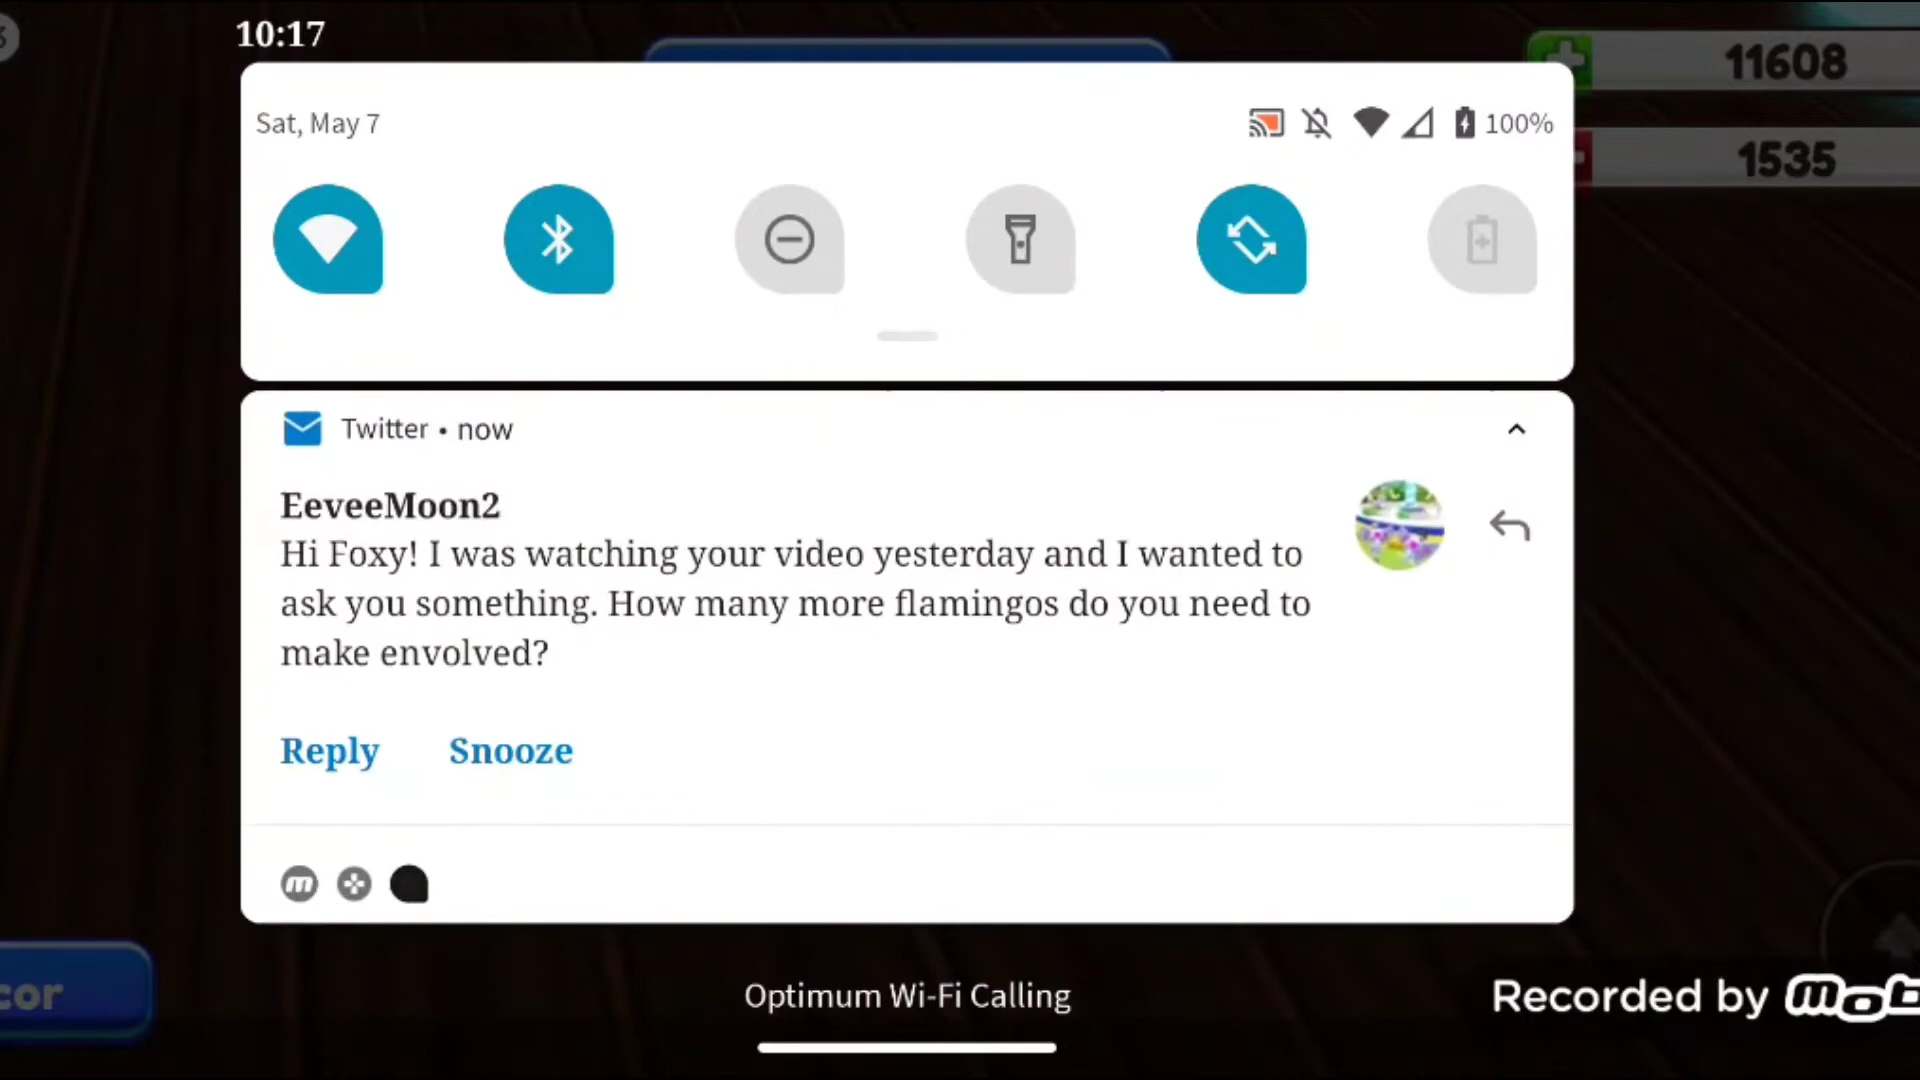 10:17
11608
Sat, May 7
100%
1535
Twitter • now
EeveeMoon2
Hi Foxy! I was watching your video yesterday and I wanted to
ask you something. How many more flamingos do you need to
make envolved?
Reply
Snooze
cor
Optimum Wi-Fi Calling
Recorded by mob